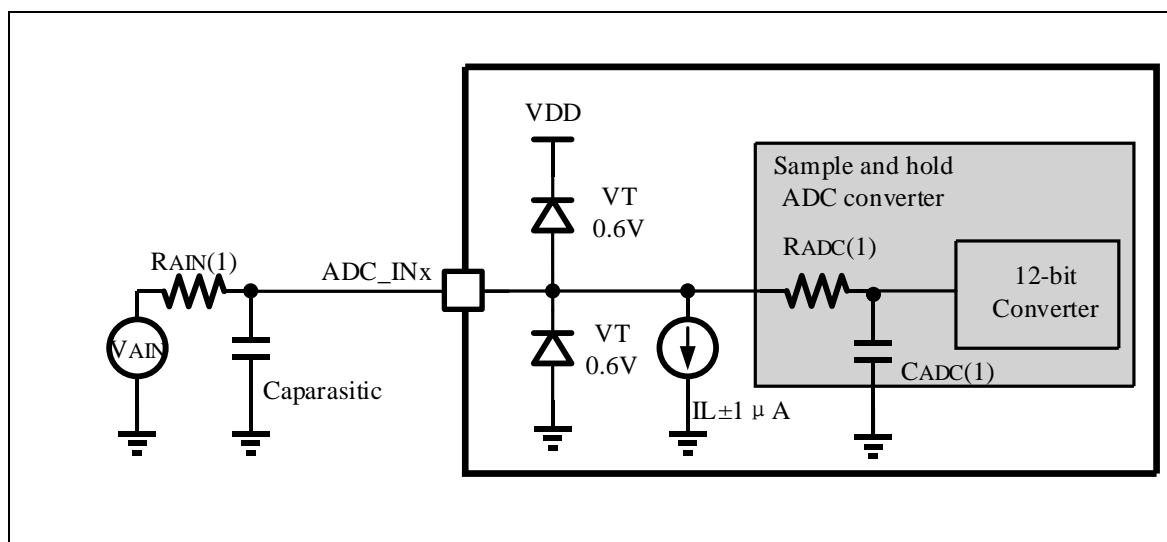 VDD
Sample and hold
ADC converter
VT
0.6V
RADC(1)
RAIN(1)
ADC_INx
12-bit
Converter
VAIN
VT
0.6V
CADC(1)
Caparasitic
IL±1 μA